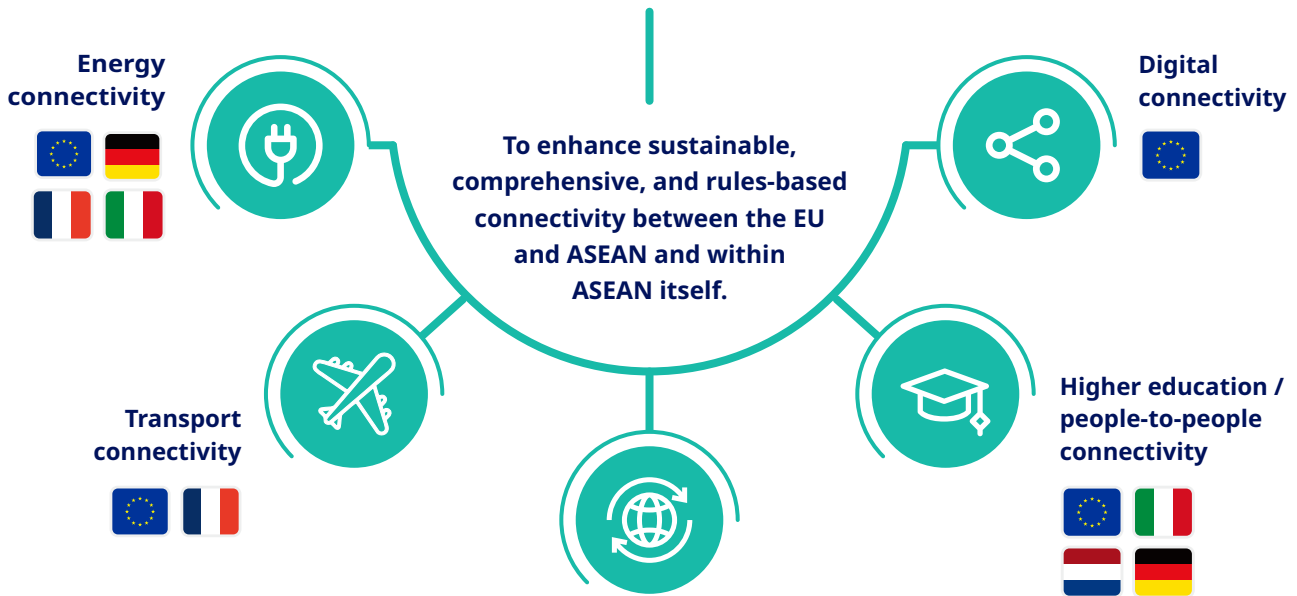 Energy
connectivity
Digital
connectivity
To enhance sustainable,
comprehensive, and rules-based
connectivity between the EU
and ASEAN and within
ASEAN itself.
Transport
connectivity
Higher education /
people-to-people
connectivity